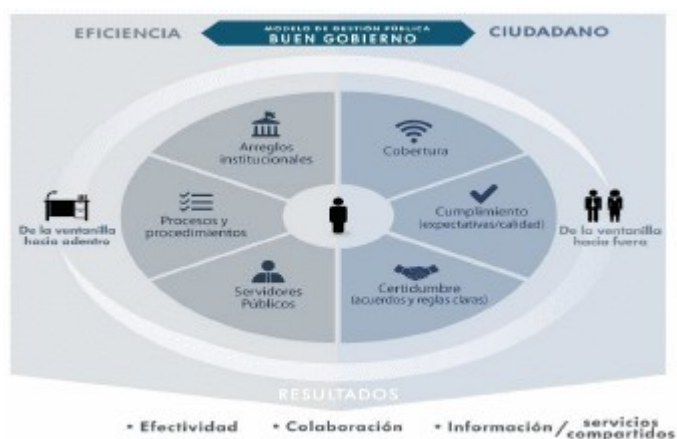 EFICIENCIA
MODELO DE GESTIÓN PÚBLICA
BUEN GOBIERNO
CIUDADANO
Arreglos
institucionales
Cobertura
Procesos y
procedimientos
Cumplimiento
(expectativas/calidad)
De la ventanilla
hacia adentro
De la ventanilla
hacia fuera
Servidores
Públicos
Certidumbre
(acuerdos y reglas claras)
RESULTADOS
• Efectividad • Colaboración • Información / servicios
compartidos